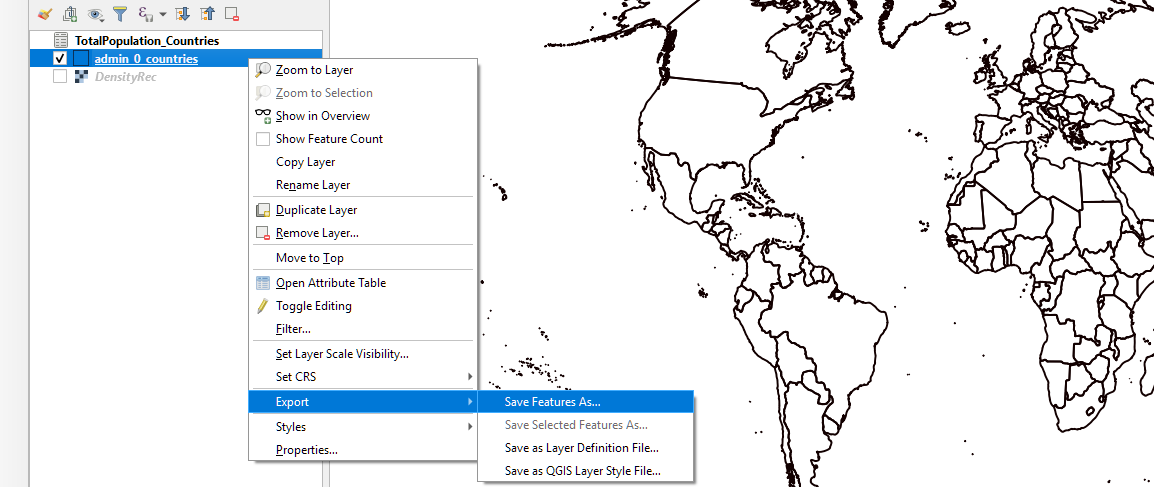 TotalPopulation_Countries
admin_0_countries
DensityRec
Zoom to Layer
Zoom to Selection
Show in Overview
Show Feature Count
Copy Layer
Rename Layer
Duplicate Layer
Remove Layer...
Move to Top
Open Attribute Table
Toggle Editing
Filter...
Set Layer Scale Visibility...
Set CRS
Export
Styles
Properties...
Save Features As...
Save Selected Features As...
Save as Layer Definition File...
Save as QGIS Layer Style File...